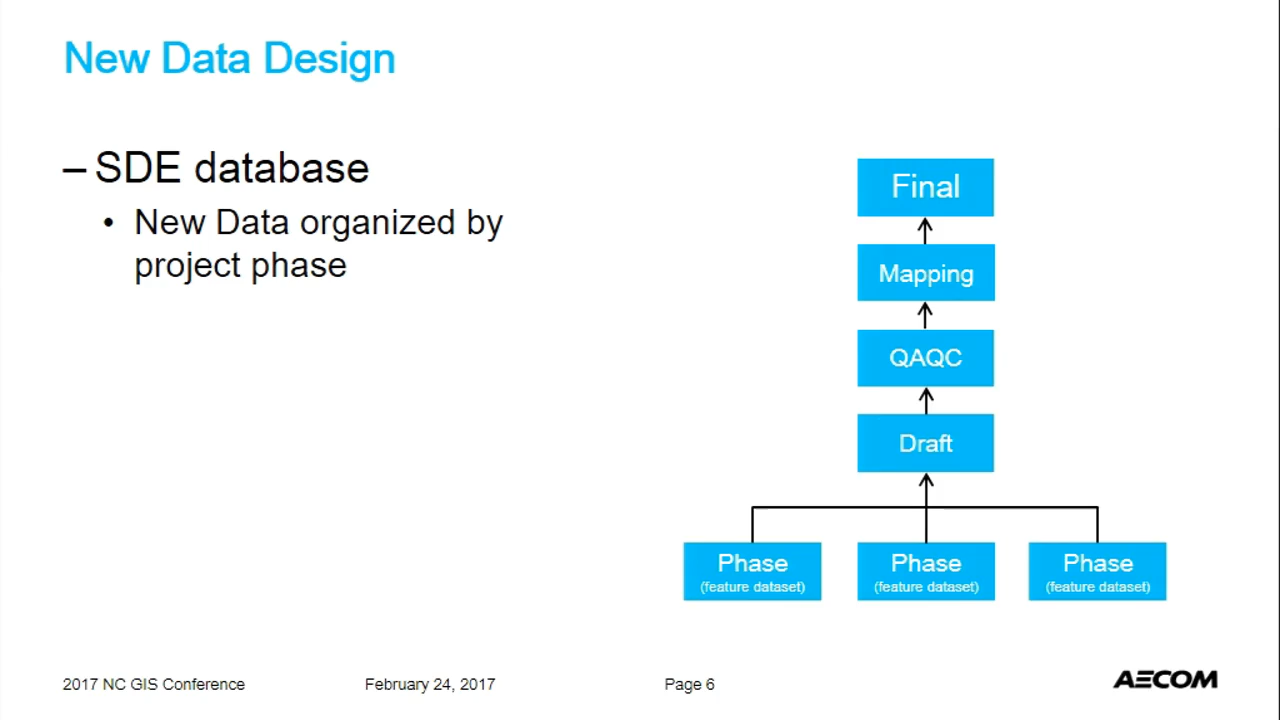 New Data Design
– SDE database
• New Data organized by
project phase
Final
Mapping
QAQC
Draft
Phase
(feature dataset)
Phase
(feature dataset)
Phase
(feature dataset)
2017 NC GIS Conference
February 24, 2017
Page 6
AECOM